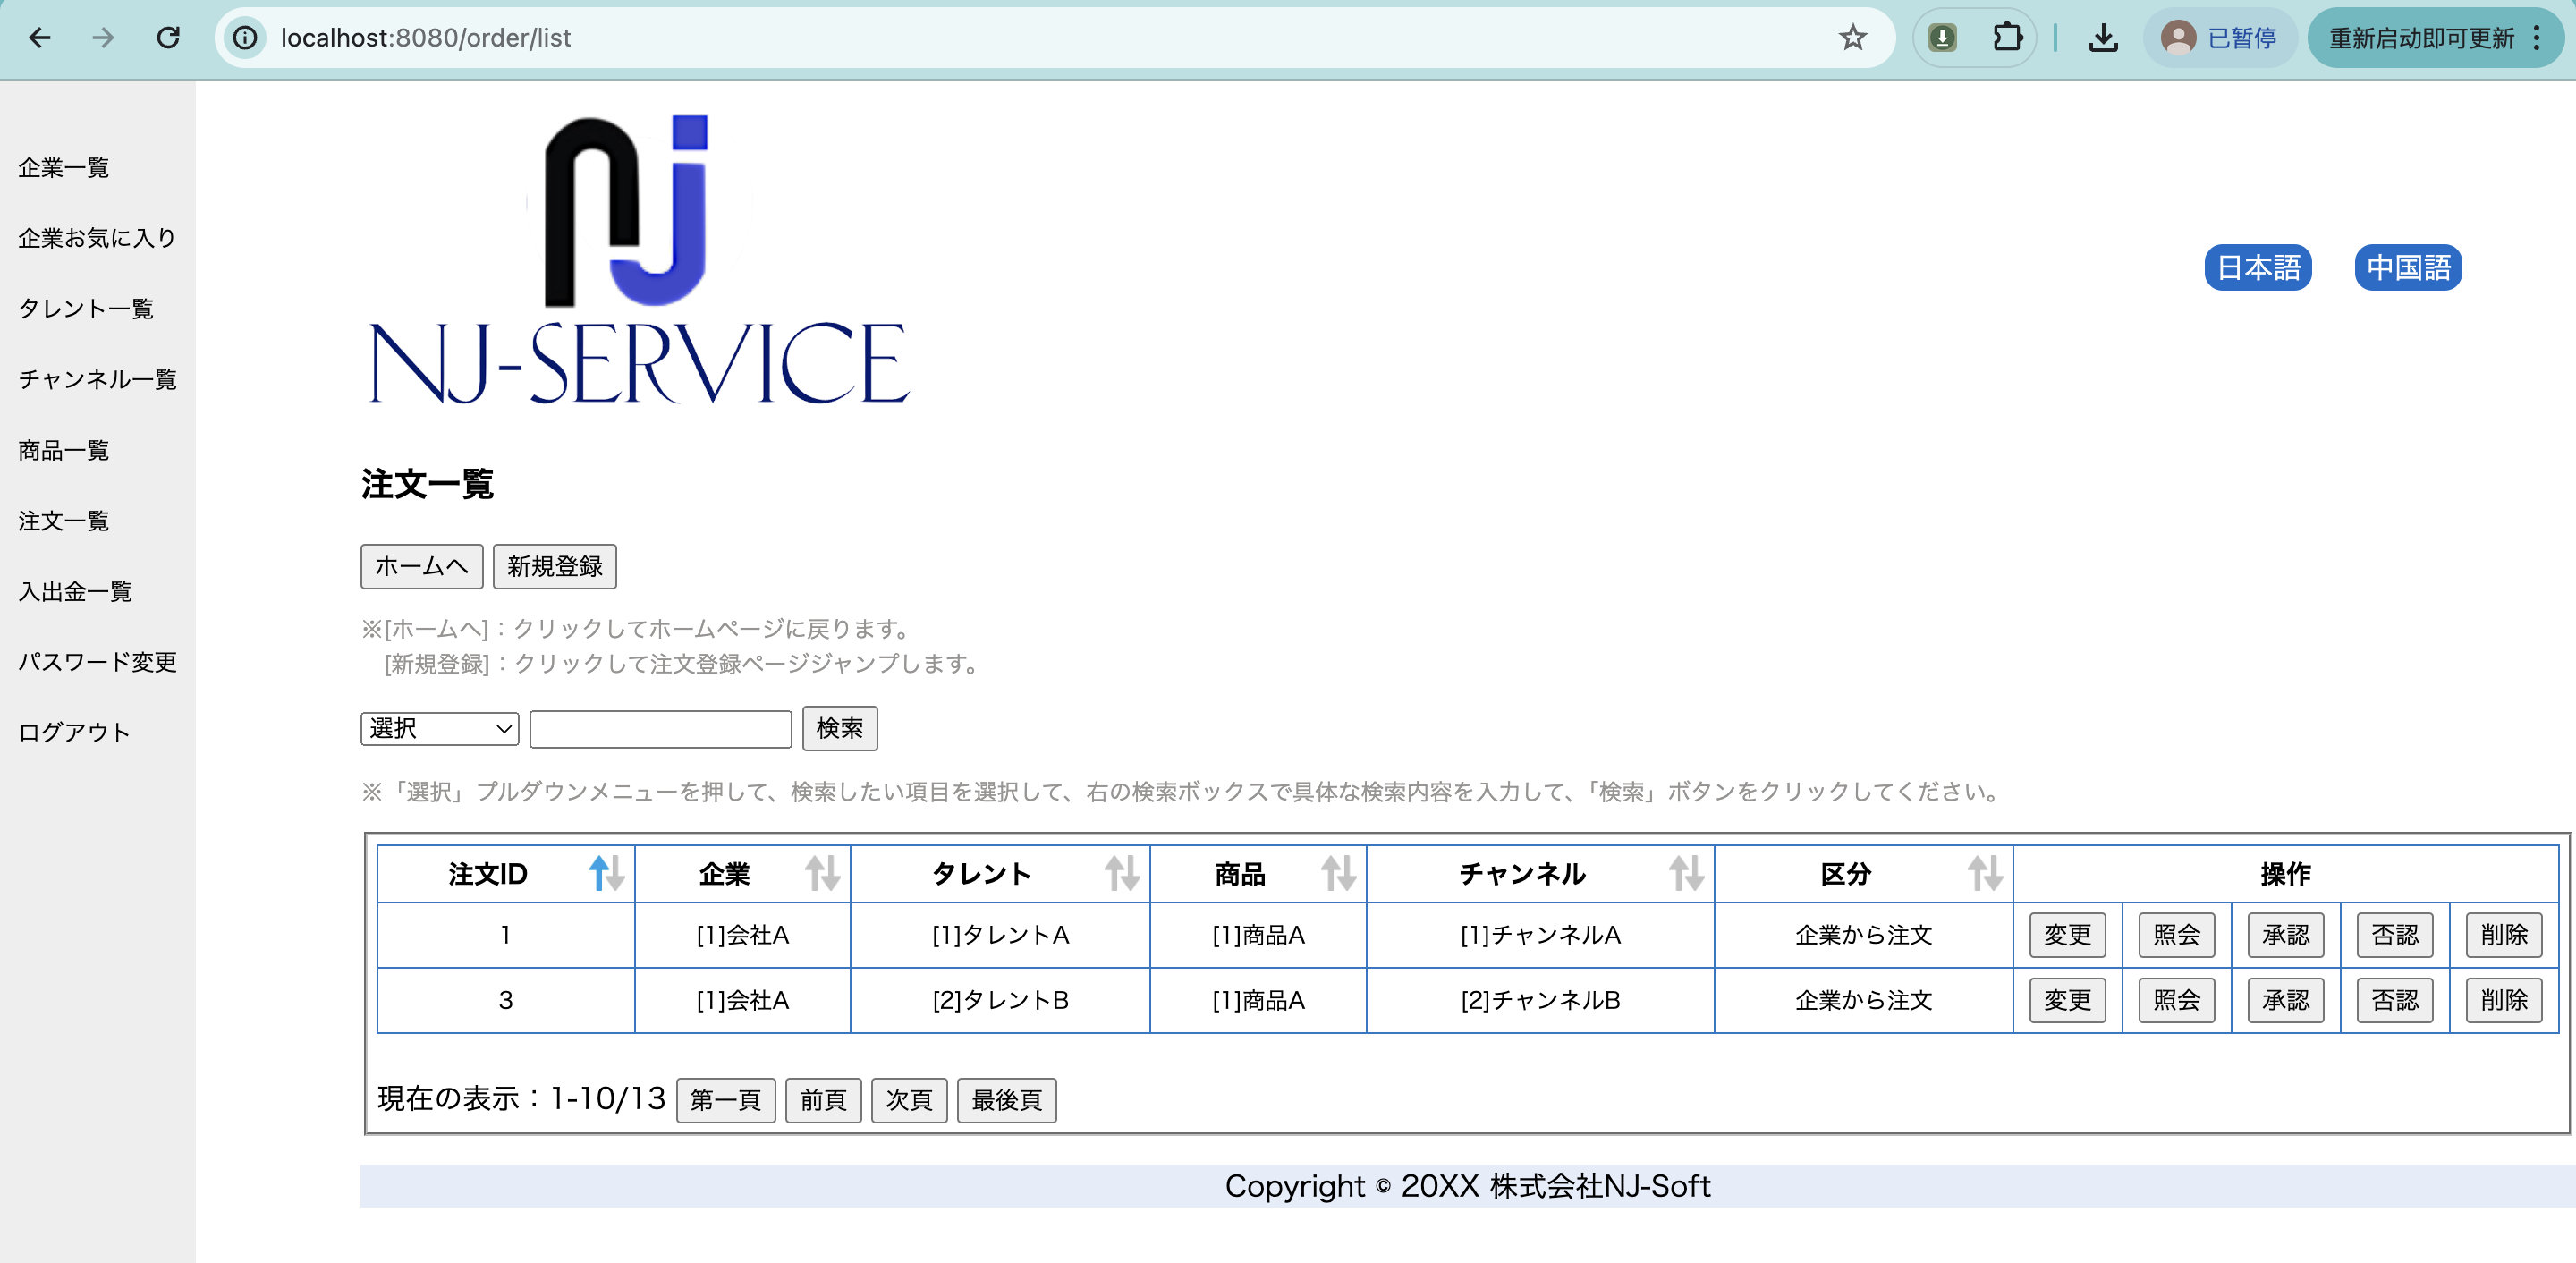 localhost:8080/order/list
已暂停
重新启动即可更新
企業一覧
企業お気に入り
タレント一覧
チャンネル一覧
商品一覧
注文一覧
入出金一覧
パスワード変更
ログアウト
nj
NJ-SERVICE
日本語 中国語
注文一覧
ホームへ 新規登録
※[ホームへ]：クリックしてホームページに戻ります。
[新規登録]：クリックして注文登録ページジャンプします。
選択 検索
※「選択」プルダウンメニューを押して、検索したい項目を選択して、右の検索ボックスで具体な検索内容を入力して、「検索」ボタンをクリックしてください。
注文ID 企業 タレント 商品 チャンネル 区分 操作
1 [1]会社A [1]タレントA [1]商品A [1]チャンネルA 企業から注文 変更 照会 承認 否認 削除
3 [1]会社A [2]タレントB [1]商品A [2]チャンネルB 企業から注文 変更 照会 承認 否認 削除
現在の表示：1-10/13 第一頁 前頁 次頁 最後頁
Copyright © 20XX 株式会社NJ-Soft